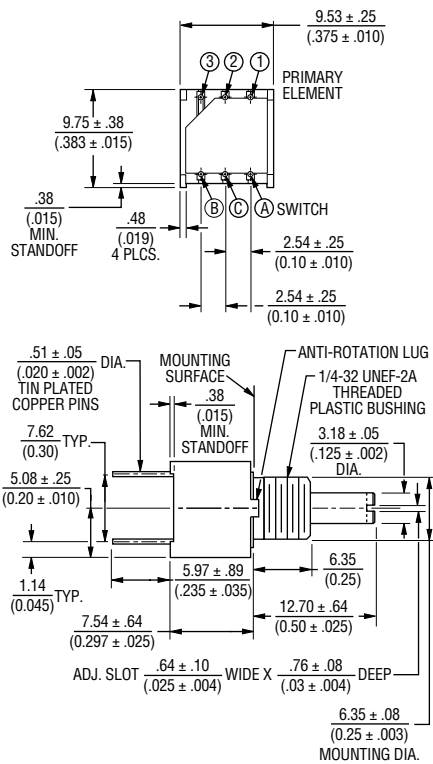 9.53 ± .25
(.375 ± .010)
3 2 1
PRIMARY
ELEMENT
9.75 ± .38
(.383 ± .015)
.38
(.015)
MIN.
STANDOFF
.48
(.019)
4 PLCS.
B C A SWITCH
2.54 ± .25
(0.10 ± .010)
2.54 ± .25
(0.10 ± .010)
.51 ± .05
(.020 ± .002) DIA.
TIN PLATED
COPPER PINS
MOUNTING
SURFACE
ANTI-ROTATION LUG
1/4-32 UNEF-2A
THREADED
PLASTIC BUSHING
.38
(.015)
MIN.
STANDOFF
3.18 ± .05
(.125 ± .002)
DIA.
7.62
(0.30) TYP.
5.08 ± .25
(0.20 ± .010)
1.14
(0.045) TYP.
5.97 ± .89
(.235 ± .035)
6.35
(0.25)
7.54 ± .64
(0.297 ± .025)
12.70 ± .64
(0.50 ± .025)
ADJ. SLOT .64 ± .10 WIDE X .76 ± .08 DEEP
(.025 ± .004) (.03 ± .004)
6.35 ± .08
(0.25 ± .003)
MOUNTING DIA.